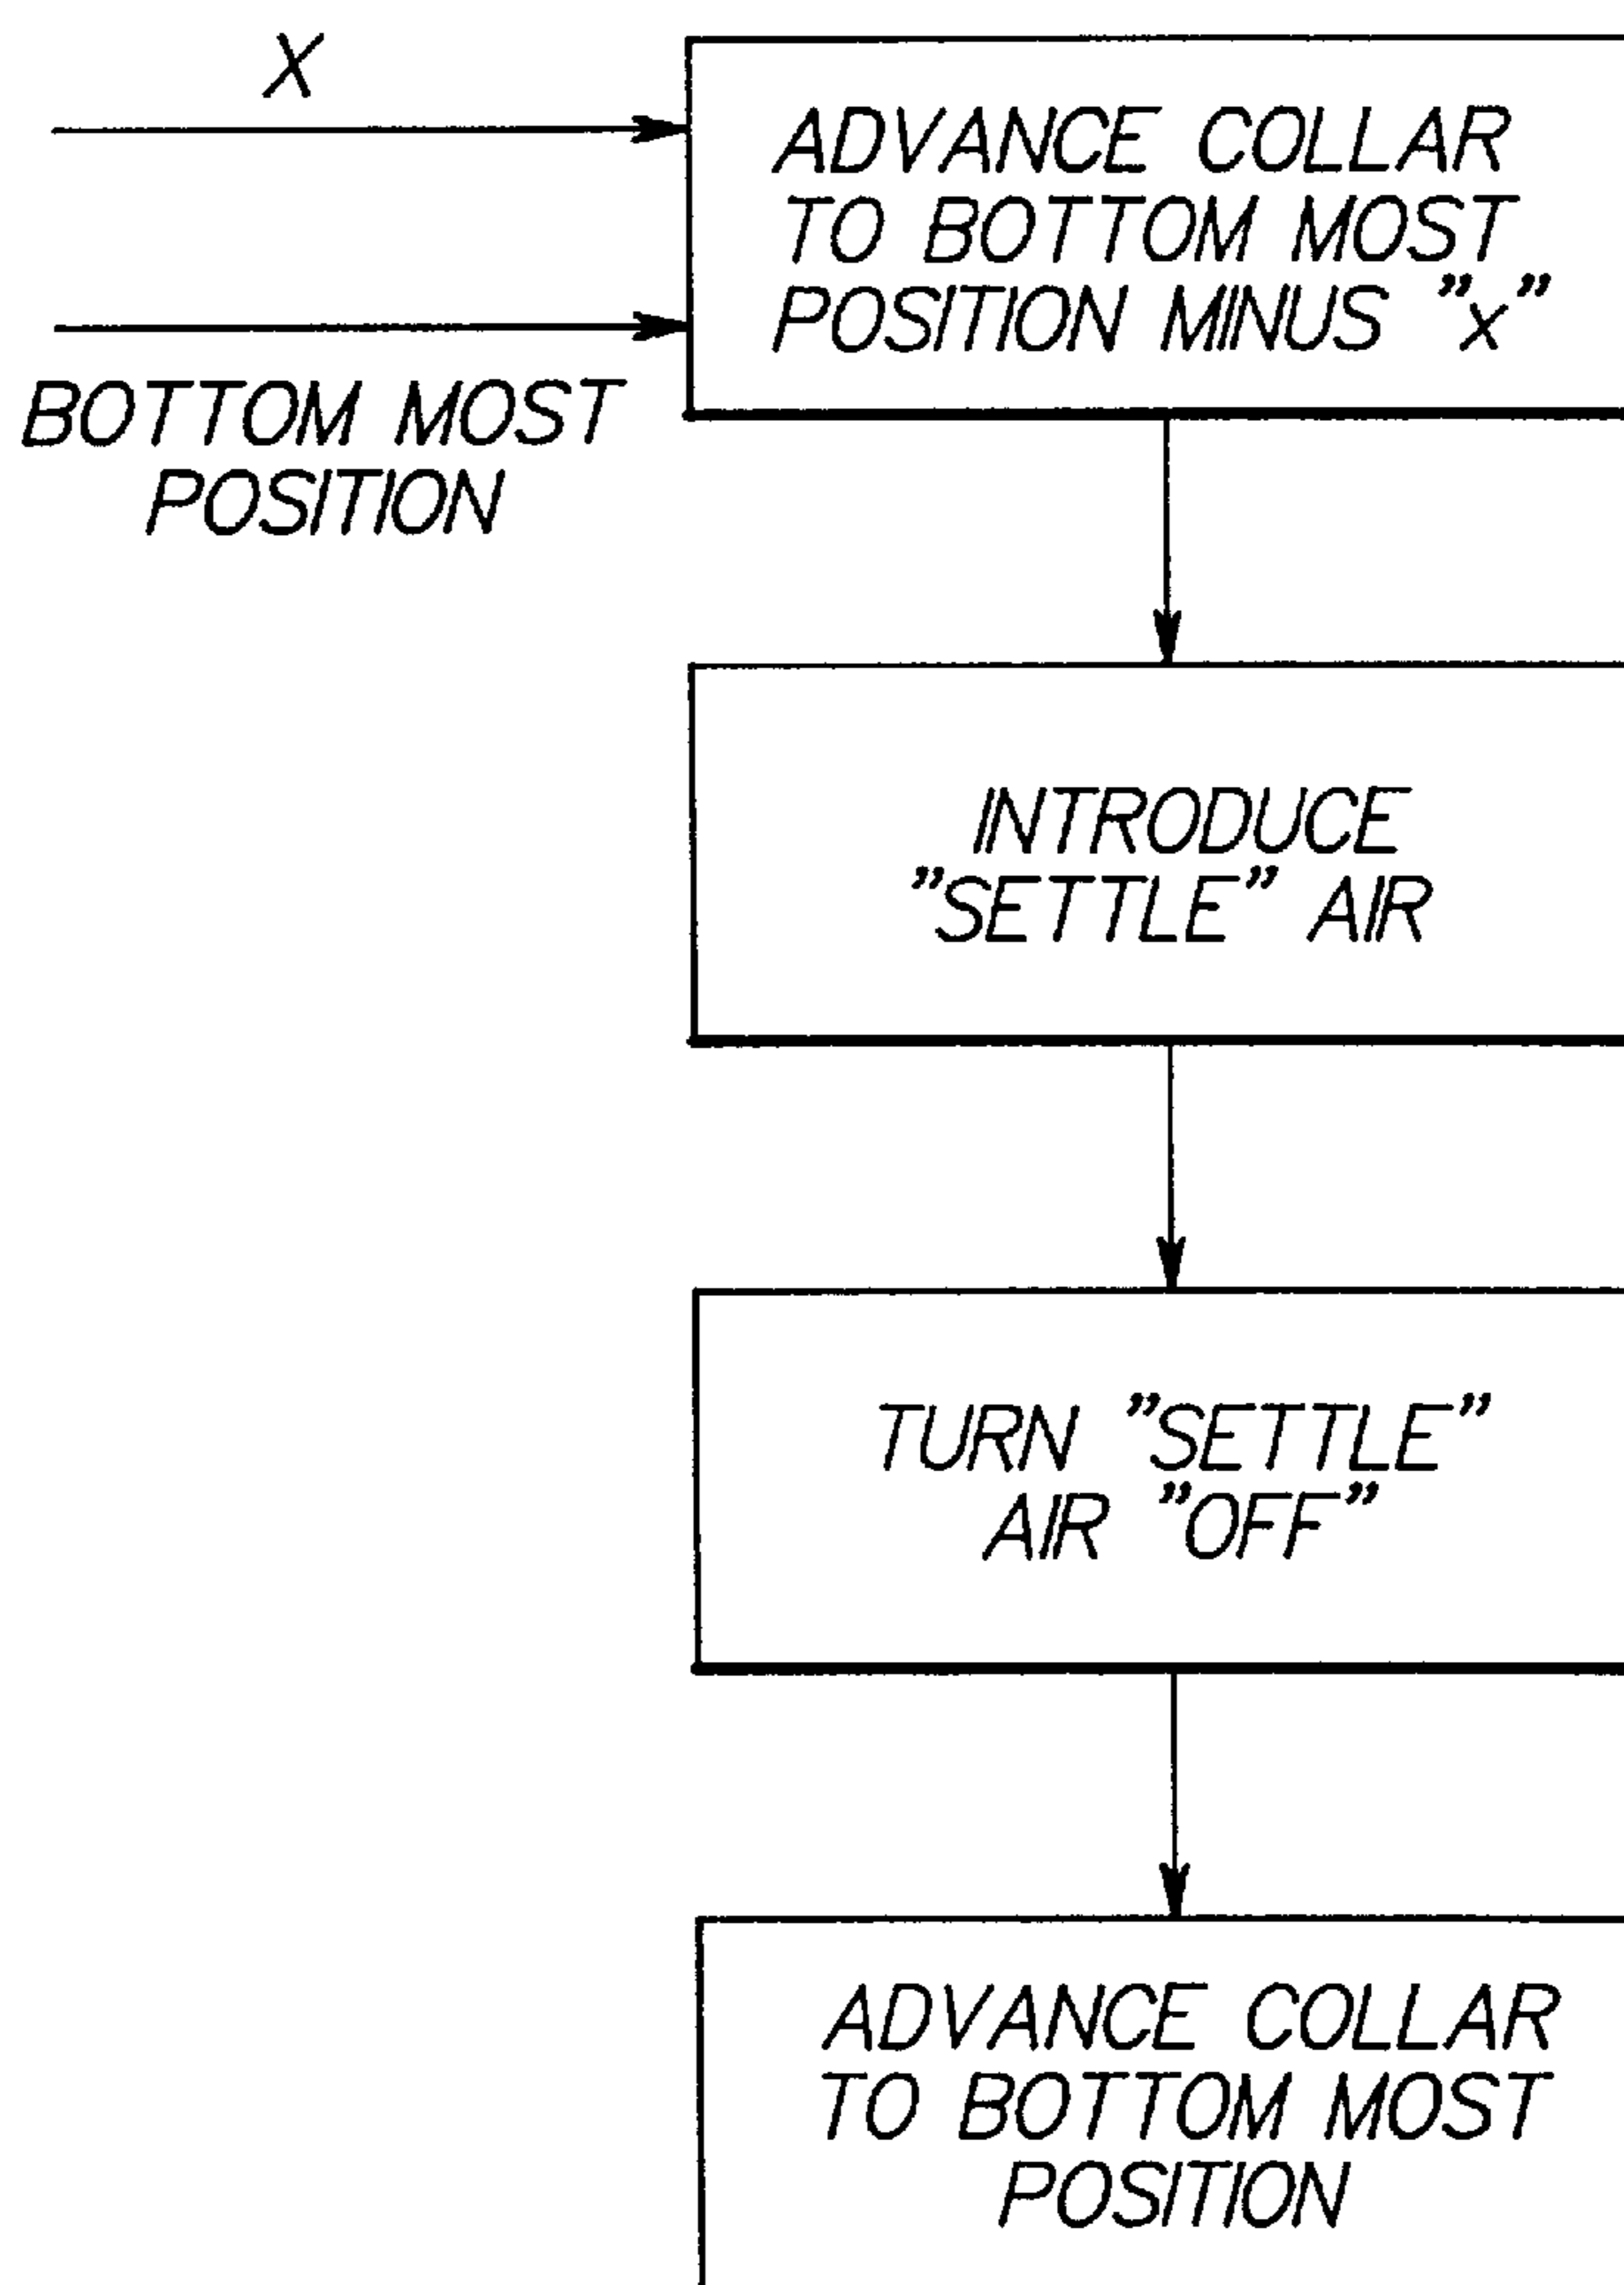 X
ADVANCE COLLAR
TO BOTTOM MOST
POSITION MINUS "x"
BOTTOM MOST
POSITION
INTRODUCE
"SETTLE" AIR
TURN "SETTLE"
AIR "OFF"
ADVANCE COLLAR
TO BOTTOM MOST
POSITION